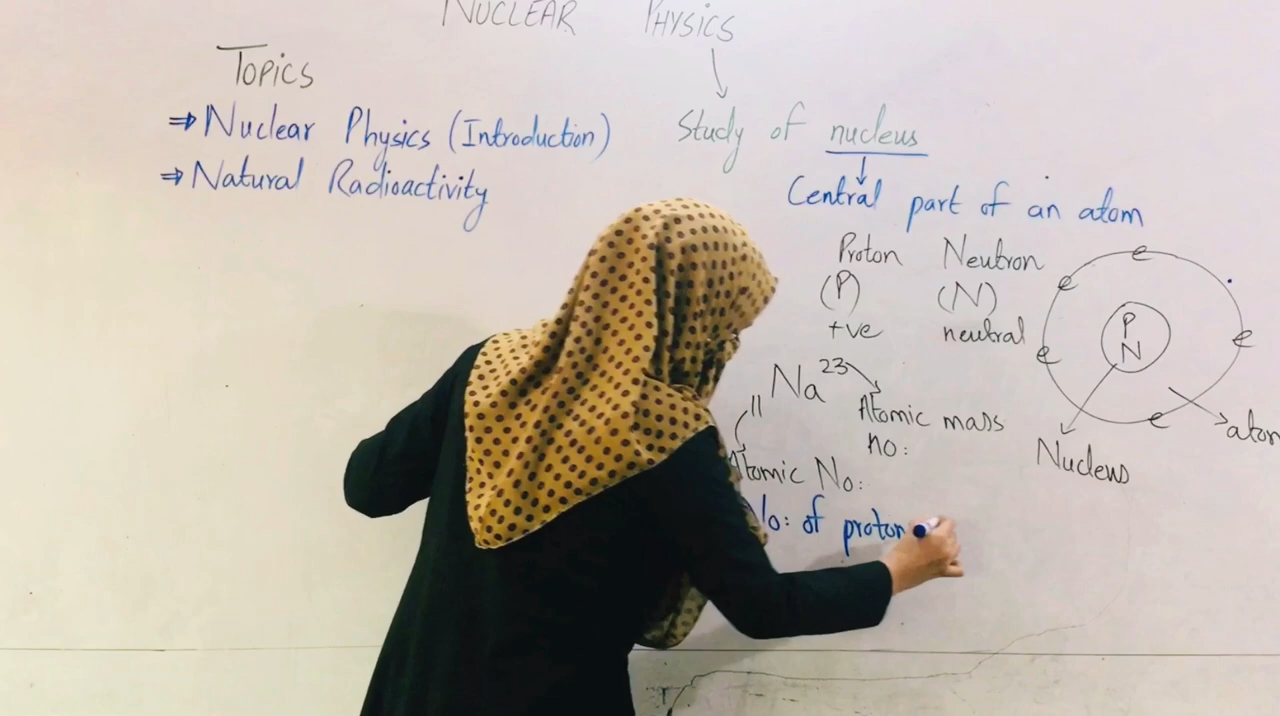 NUCLEAR PHYSICS
TOPICS
⇒ Nuclear Physics (Introduction)
⇒ Natural Radioactivity
Study of nucleus
Central part of an atom
Proton Neutron
(P) (N)
+ve neutral
11 Na 23
Atomic mass
no:
Atomic No:
No: of proton
e
e
e
e
e
P
N
Nucleus
atom